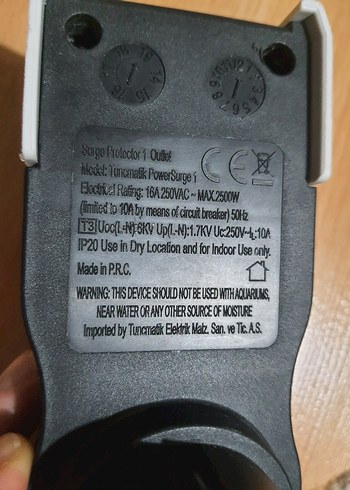 Surge Protector 1 Outlet
Model: Tuncmatik PowerSurge 1
CE
Electrical Rating: 16A 250VAC ~ MAX.2500W
(limited to 10A by means of circuit breaker) 50Hz
T3 Uoc(L-N):6KV Up(L-N):1.7KV Uc:250V~ IL:10A
IP20 Use in Dry Location and for Indoor Use only.
Made in P.R.C.
WARNING: THIS DEVICE SHOULD NOT BE USED WITH AQUARIUMS,
NEAR WATER OR ANY OTHER SOURCE OF MOISTURE
Imported by Tuncmatik Elektrik Malz. San. ve Tic. A.S.